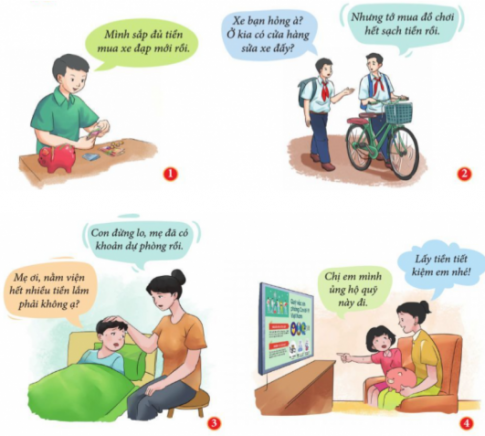 Mình sắp đủ tiền
mua xe đạp mới rồi.
1
Xe bạn hỏng à?
Ở kia có cửa hàng
sửa xe đấy?
Nhưng tớ mua đồ chơi
hết sạch tiền rồi.
2
Con đừng lo, mẹ đã có
khoản dự phòng rồi.
Mẹ ơi, nằm viện
hết nhiều tiền lắm
phải không ạ?
3
Lấy tiền tiết
kiệm em nhé!
Chị em mình
ủng hộ quỹ
này đi.
4